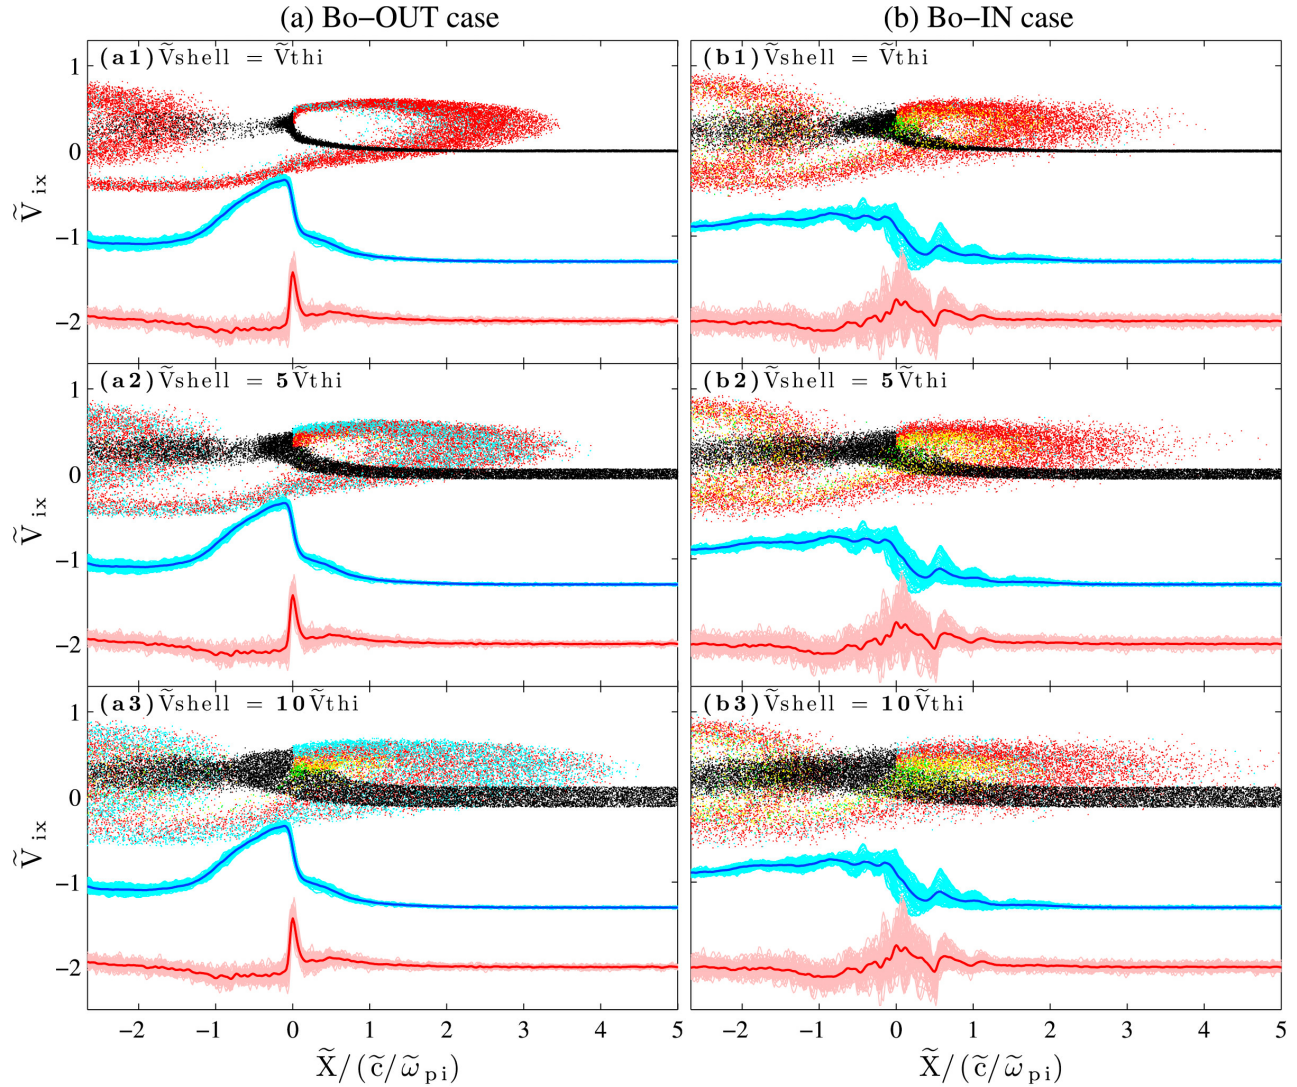 (a) Bo−OUT case
(b) Bo−IN case
(a1) Ṽshell = Ṽthi
(b1) Ṽshell = Ṽthi
1
0
−1
−2
Ṽix
(a2) Ṽshell = 5Ṽthi
(b2) Ṽshell = 5Ṽthi
1
0
−1
−2
Ṽix
(a3) Ṽshell = 10Ṽthi
(b3) Ṽshell = 10Ṽthi
1
0
−1
−2
Ṽix
−2 −1 0 1 2 3 4 5
−2 −1 0 1 2 3 4 5
X̃/(c̃/ω̃pi)
X̃/(c̃/ω̃pi)